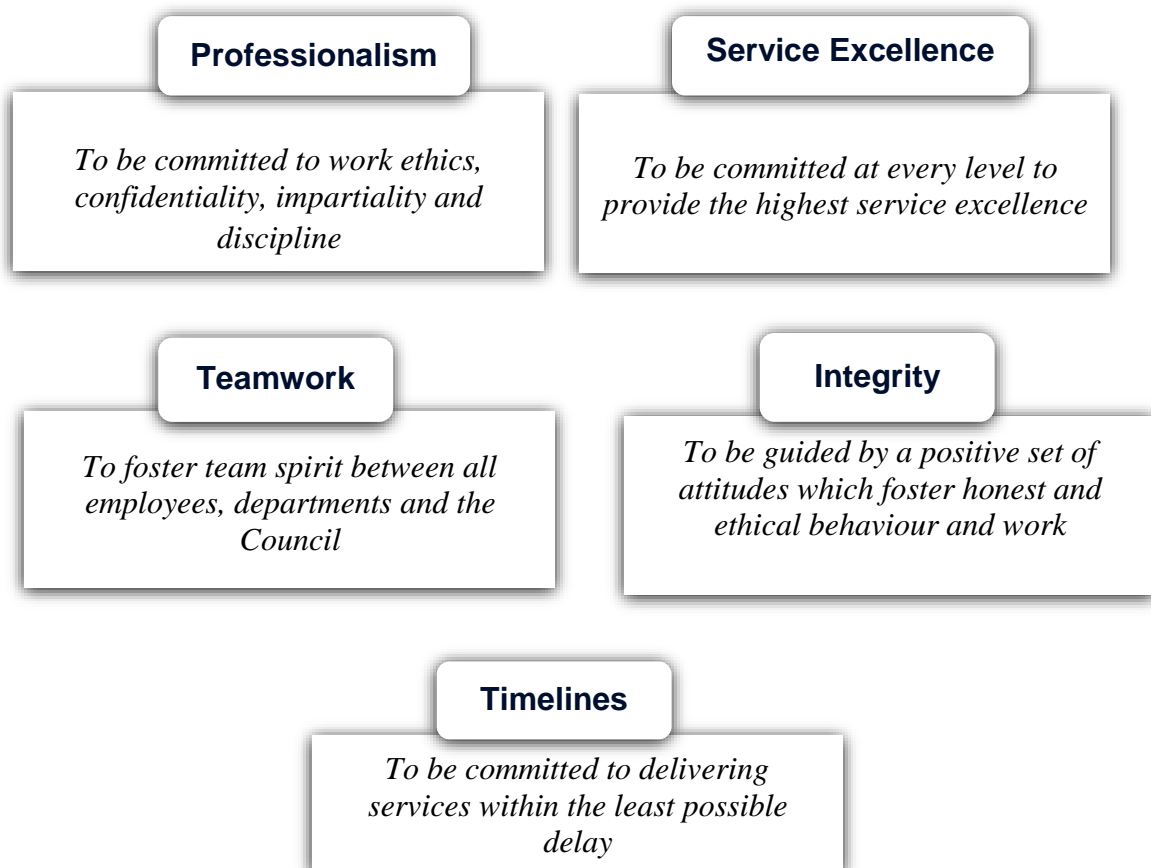 Professionalism
To be committed to work ethics,
confidentiality, impartiality and
discipline
Service Excellence
To be committed at every level to
provide the highest service excellence
Teamwork
To foster team spirit between all
employees, departments and the
Council
Integrity
To be guided by a positive set of
attitudes which foster honest and
ethical behaviour and work
Timelines
To be committed to delivering
services within the least possible
delay